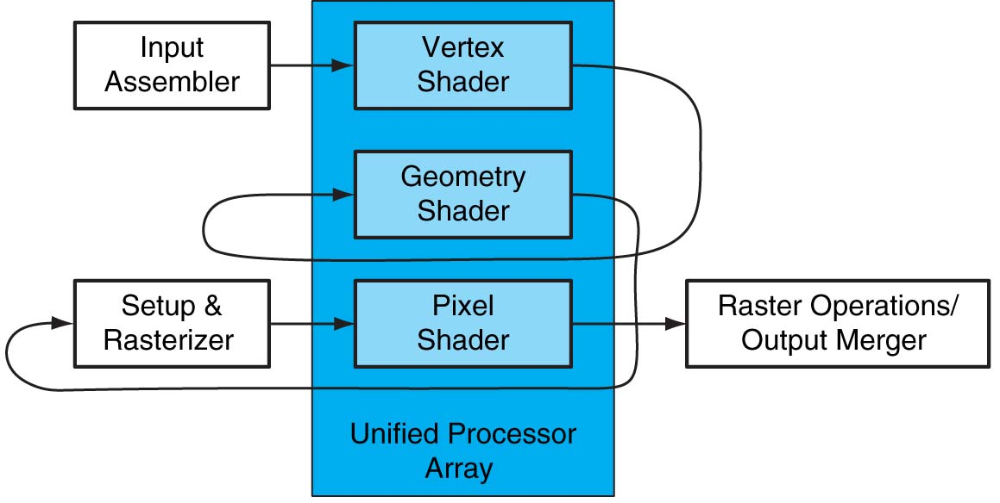 Input
Assembler
Vertex
Shader
Geometry
Shader
Setup &
Rasterizer
Pixel
Shader
Raster Operations/
Output Merger
Unified Processor
Array